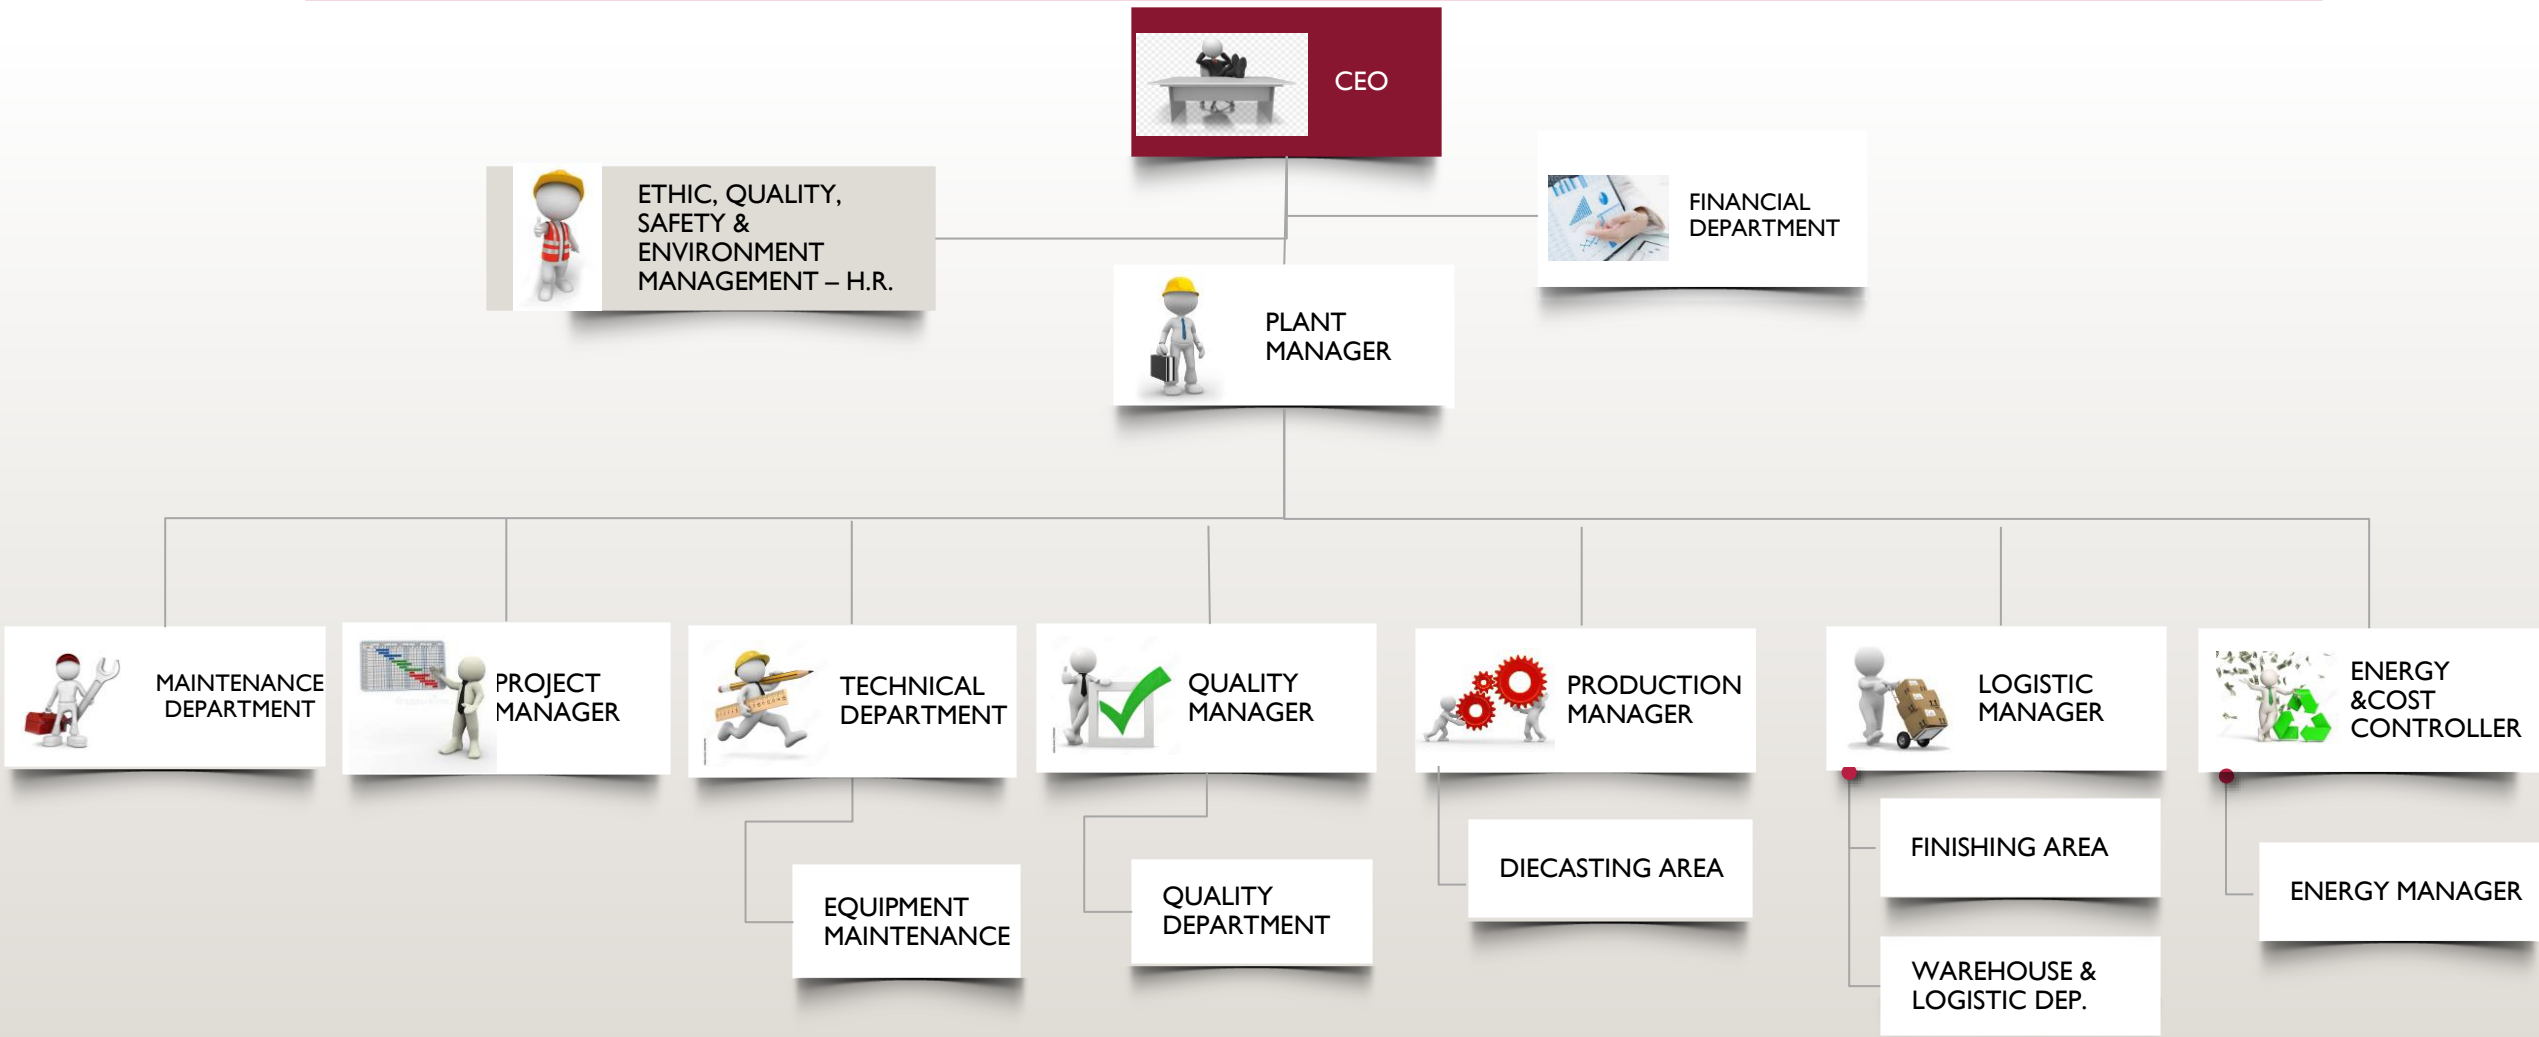 CEO
ETHIC, QUALITY,
SAFETY &
ENVIRONMENT
MANAGEMENT – H.R.
FINANCIAL
DEPARTMENT
PLANT
MANAGER
MAINTENANCE
DEPARTMENT
PROJECT
MANAGER
TECHNICAL
DEPARTMENT
QUALITY
MANAGER
PRODUCTION
MANAGER
LOGISTIC
MANAGER
ENERGY
&COST
CONTROLLER
EQUIPMENT
MAINTENANCE
QUALITY
DEPARTMENT
DIECASTING AREA
FINISHING AREA
WAREHOUSE &
LOGISTIC DEP.
ENERGY MANAGER